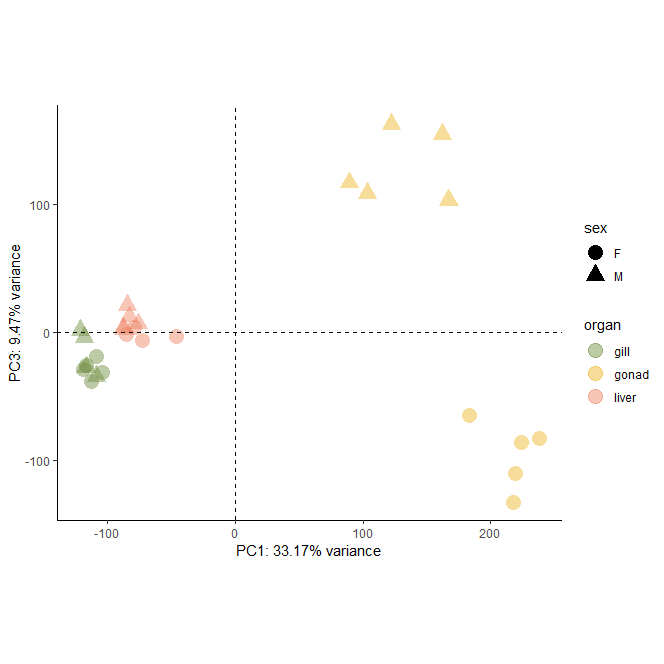 PC3: 9.47% variance
100
0
-100
-100
0
100
200
PC1: 33.17% variance
sex
F
M
organ
gill
gonad
liver